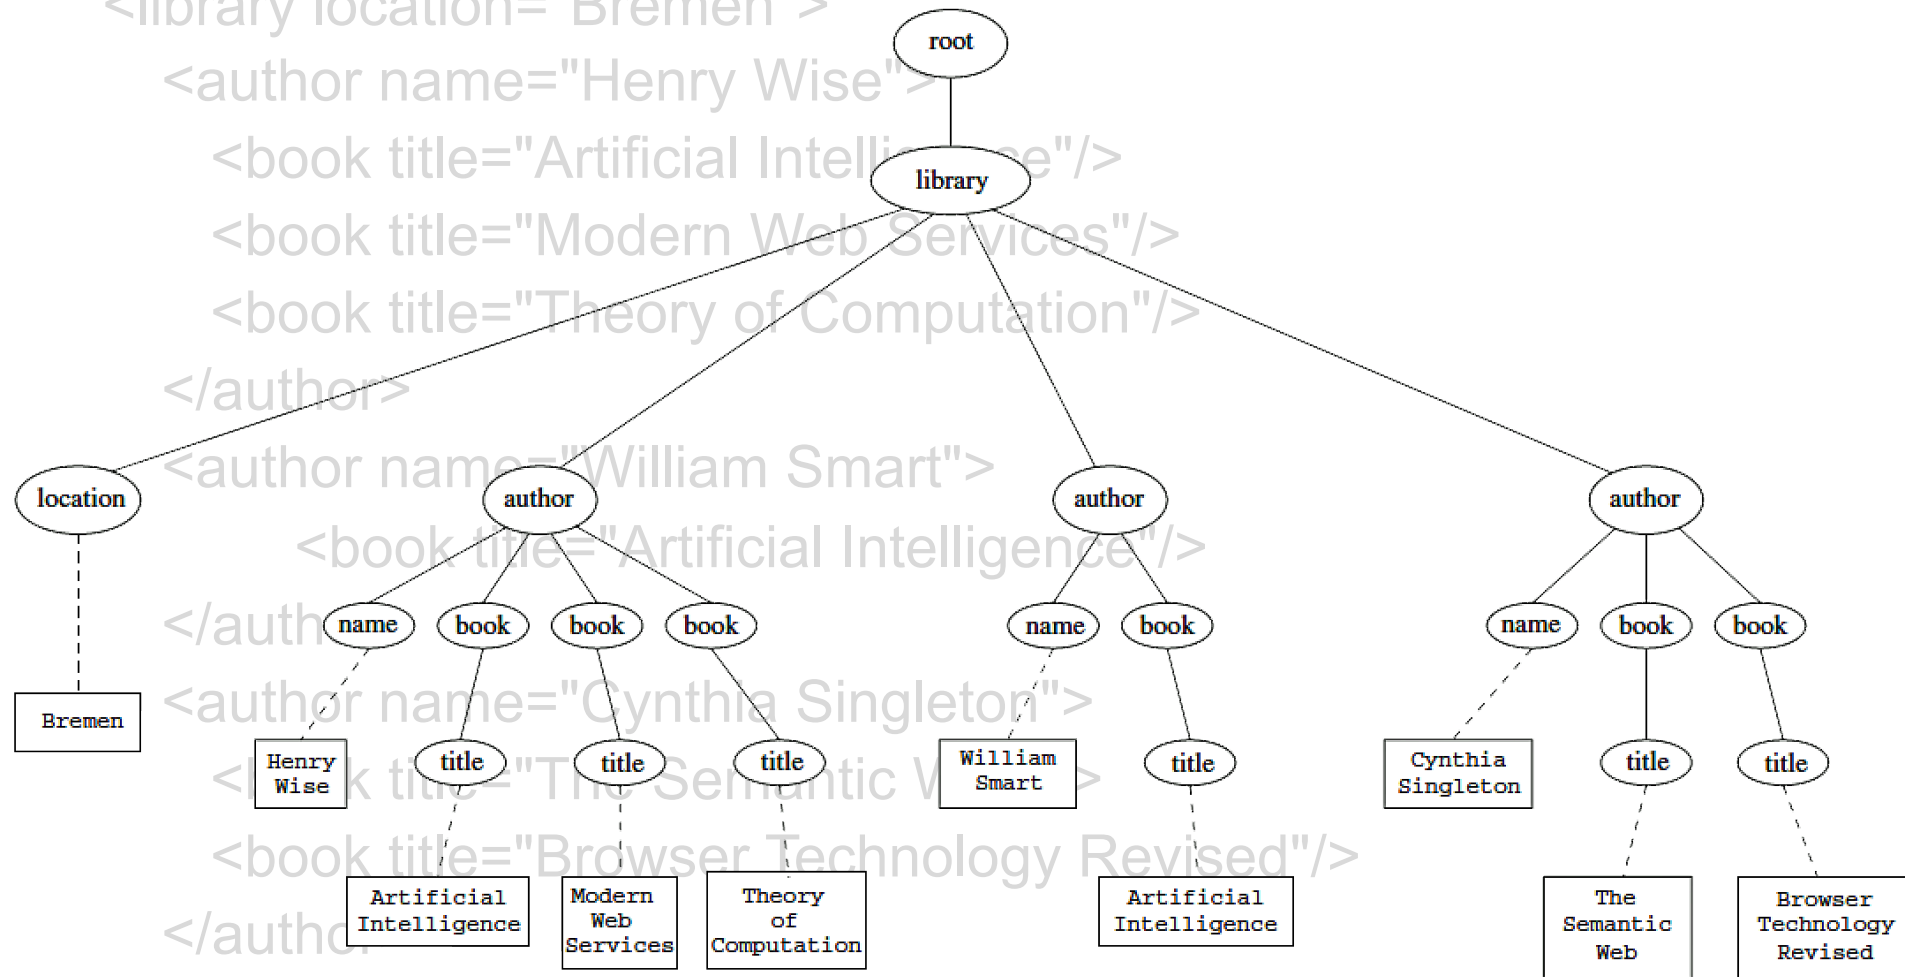 <library location="Bremen">
<author name="Henry Wise">
<book title="Artificial Intelligence"/>
<book title="Modern Web Services"/>
<book title="Theory of Computation"/>
</author>
<author name="William Smart">
<book title="Artificial Intelligence"/>
</auth
<author name="Cynthia Singleton">
title="The Semantic
<book title="Browser Technology Revised"/>
</autho
root
library
location
author
author
author
name
book
book
book
name
book
name
book
book
Bremen
Henry
Wise
title
title
title
William
Smart
title
Cynthia
Singleton
title
title
Artificial
Intelligence
Modern
Web
Services
Theory
of
Computation
Artificial
Intelligence
The
Semantic
Web
Browser
Technology
Revised